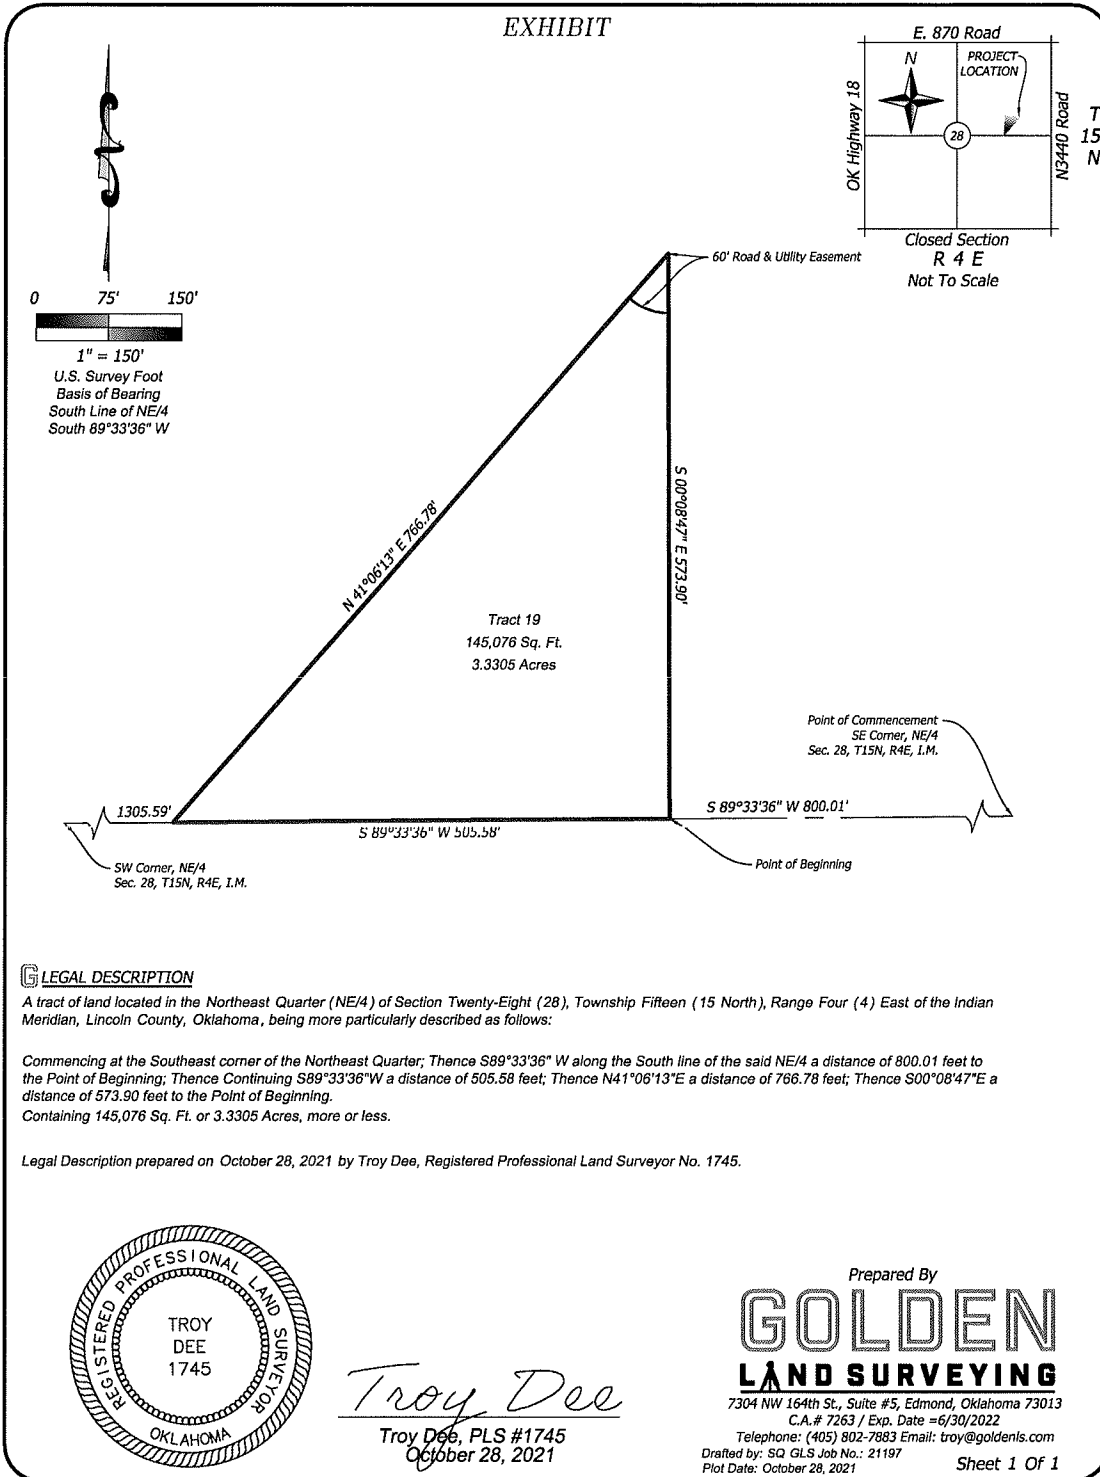 EXHIBIT
E. 870 Road
N
PROJECT
LOCATION
OK Highway 18
28
N3440 Road
T
15
N
Closed Section
R 4 E
Not To Scale
0 75' 150'
1" = 150'
U.S. Survey Foot
Basis of Bearing
South Line of NE/4
South 89°33'36" W
60' Road & Utility Easement
N 41°06'13" E 766.78'
S 00°08'47" E 573.90'
Tract 19
145,076 Sq. Ft.
3.3305 Acres
Point of Commencement
SE Corner, NE/4
Sec. 28, T15N, R4E, I.M.
1305.59'
S 89°33'36" W 505.58'
S 89°33'36" W 800.01'
SW Corner, NE/4
Sec. 28, T15N, R4E, I.M.
Point of Beginning
G LEGAL DESCRIPTION
A tract of land located in the Northeast Quarter (NE/4) of Section Twenty-Eight (28), Township Fifteen (15 North), Range Four (4) East of the Indian
Meridian, Lincoln County, Oklahoma, being more particularly described as follows:
Commencing at the Southeast corner of the Northeast Quarter; Thence S89°33'36" W along the South line of the said NE/4 a distance of 800.01 feet to
the Point of Beginning; Thence Continuing S89°33'36"W a distance of 505.58 feet; Thence N41°06'13"E a distance of 766.78 feet; Thence S00°08'47"E a
distance of 573.90 feet to the Point of Beginning.
Containing 145,076 Sq. Ft. or 3.3305 Acres, more or less.
Legal Description prepared on October 28, 2021 by Troy Dee, Registered Professional Land Surveyor No. 1745.
REGISTERED PROFESSIONAL LAND SURVEYOR
TROY
DEE
1745
OKLAHOMA
Troy Dee
Troy Dee, PLS #1745
October 28, 2021
Prepared By
GOLDEN
LAND SURVEYING
7304 NW 164th St., Suite #5, Edmond, Oklahoma 73013
C.A.# 7263 / Exp. Date =6/30/2022
Telephone: (405) 802-7883 Email: troy@goldenls.com
Drafted by: SQ GLS Job No.: 21197
Plot Date: October 28, 2021
Sheet 1 Of 1